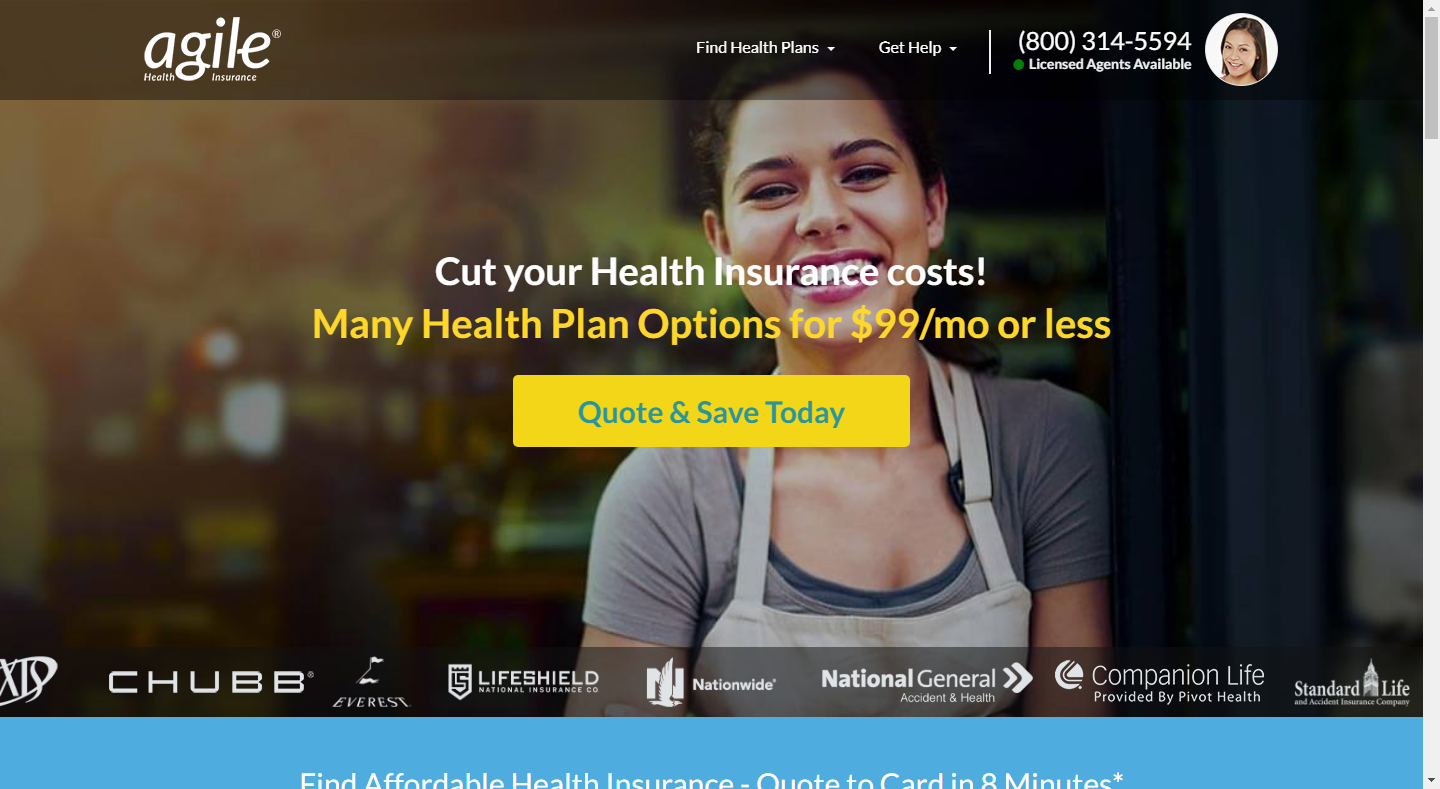 agile®
Health Insurance
Find Health Plans
Get Help
(800) 314-5594
Licensed Agents Available
Cut your Health Insurance costs!
Many Health Plan Options for $99/mo or less
Quote & Save Today
CHUBB®
EVEREST
LIFESHIELD
NATIONAL INSURANCE CO.
Nationwide®
National General
Accident & Health
Companion Life
Provided By Pivot Health
Standard Life
and Accident Insurance Company
Find Affordable Health Insurance - Quote to Card in 8 Minutes*